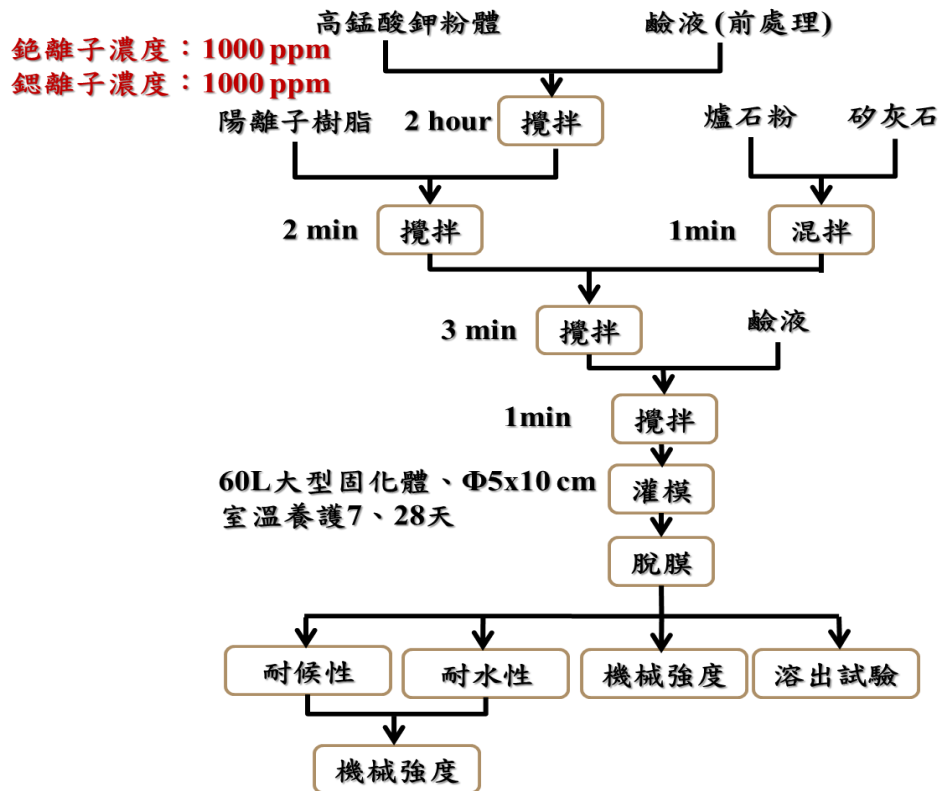 高錳酸鉀粉體
鹼液(前處理)
銫離子濃度：1000 ppm
鍶離子濃度：1000 ppm
陽離子樹脂
2 hour
攪拌
爐石粉
矽灰石
2 min
攪拌
1min
混拌
3 min
攪拌
鹼液
1min
攪拌
60L大型固化體、Φ5x10 cm
室溫養護7、28天
灌模
脫膜
耐候性
耐水性
機械強度
溶出試驗
機械強度